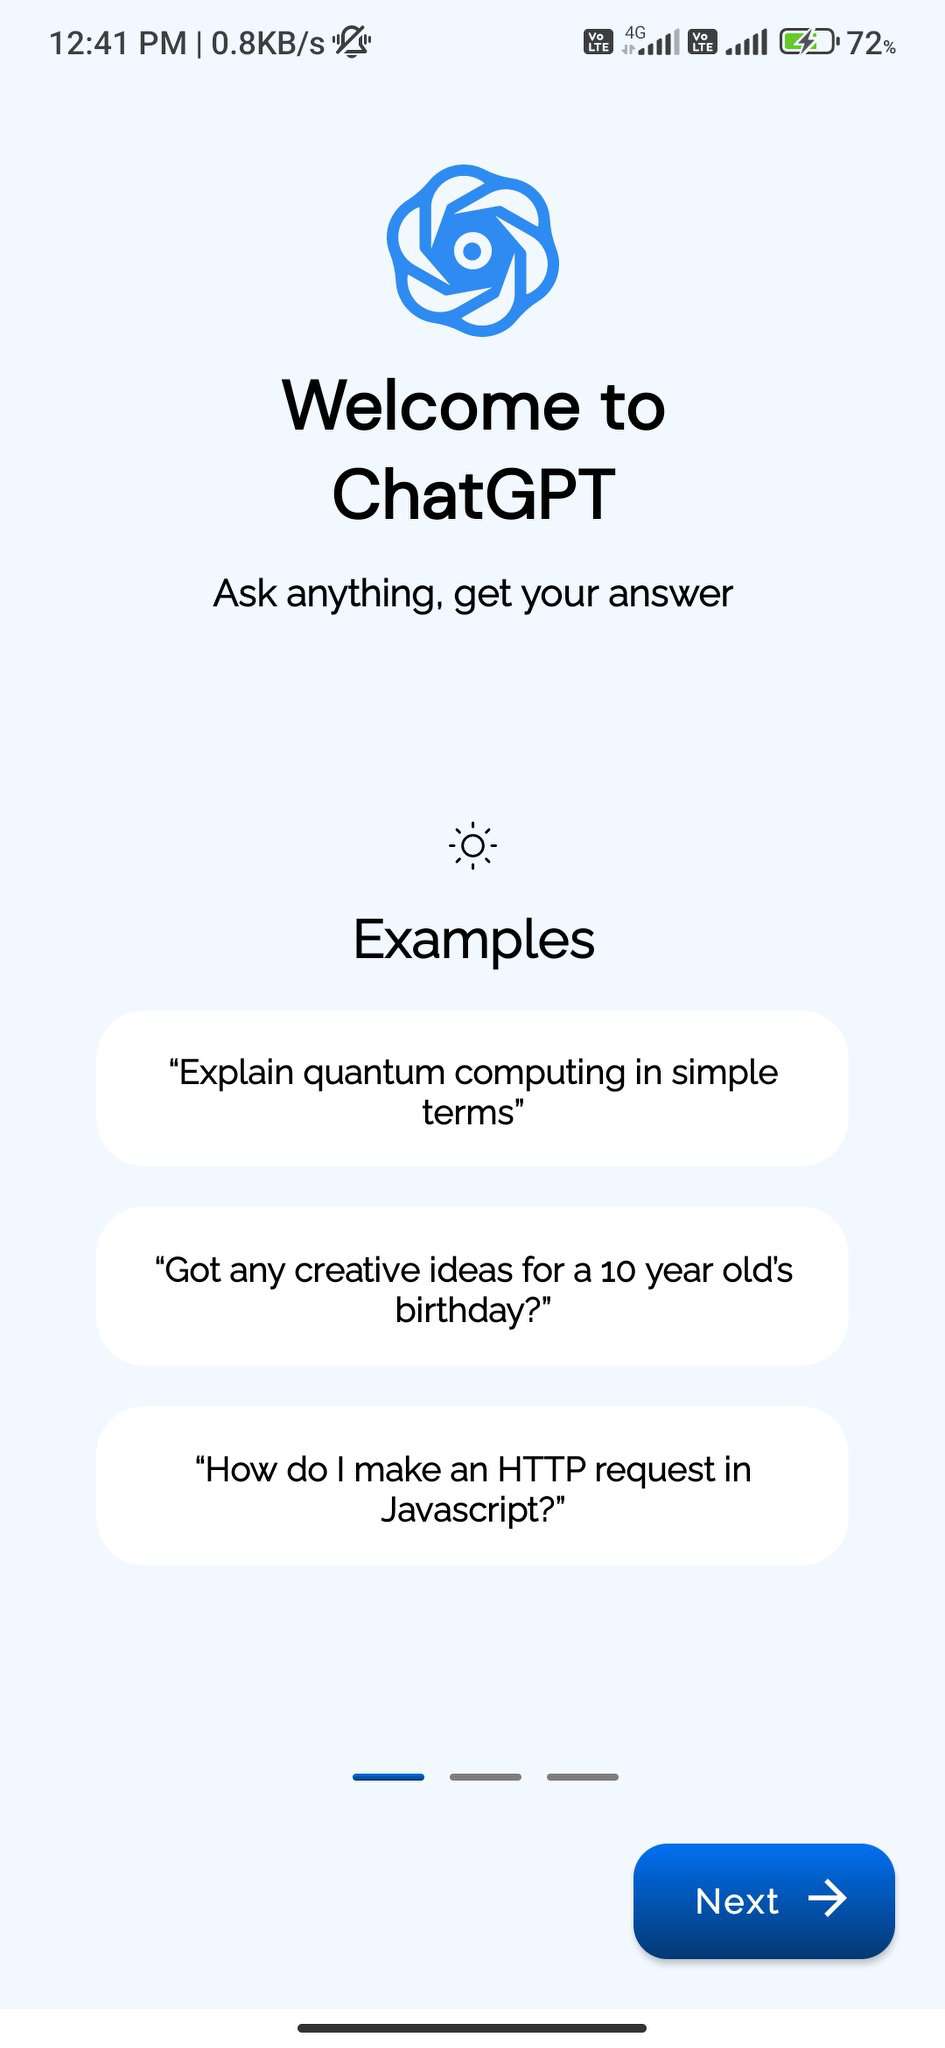 12:41 PM | 0.8KB/s Vo LTE 4G Vo LTE 72%
Welcome to
ChatGPT
Ask anything, get your answer
Examples
“Explain quantum computing in simple
terms”
“Got any creative ideas for a 10 year old’s
birthday?”
“How do I make an HTTP request in
Javascript?”
Next